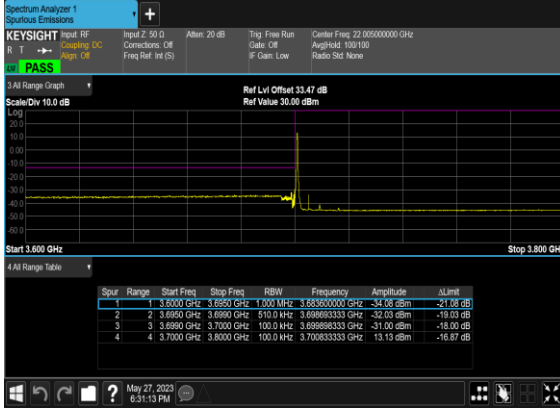 Spectrum Analyzer 1
Spurious Emissions
+
KEYSIGHT Input: RF Input Z: 50 Ω Atten: 20 dB Trig: Free Run Center Freq: 22.005000000 GHz
R T Coupling: DC Corrections: Off Gate: Off Avg|Hold: 100/100
Align: Off Freq Ref: Int (S) IF Gain: Low Radio Std: None
PASS
3 All Range Graph
Ref Lvl Offset 33.47 dB
Scale/Div 10.0 dB Ref Value 30.00 dBm
Log
20.0
10.0
0.00
-10.0
-20.0
-30.0
-40.0
-50.0
-60.0
Start 3.600 GHz Stop 3.800 GH
4 All Range Table
Spur Range Start Freq Stop Freq RBW Frequency Amplitude ΔLimit
1 1 3.6000 GHz 3.6950 GHz 1.000 MHz 3.683600000 GHz -34.08 dBm -21.08 dB
2 2 3.6950 GHz 3.6990 GHz 510.0 kHz 3.698693333 GHz -32.03 dBm -19.03 dB
3 3 3.6990 GHz 3.7000 GHz 100.0 kHz 3.699898333 GHz -31.00 dBm -18.00 dB
4 4 3.7000 GHz 3.8000 GHz 100.0 kHz 3.700833333 GHz 13.13 dBm -16.87 dB
? May 27, 2023
6:31:13 PM